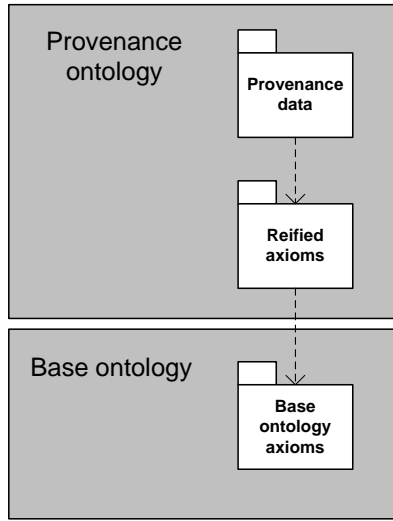 Provenance
ontology
Provenance
data
Reified
axioms
Base ontology
Base
ontology
axioms